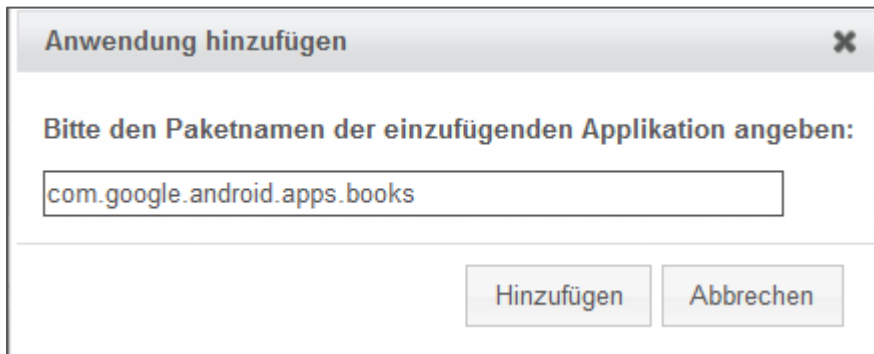 Anwendung hinzufügen
Bitte den Paketnamen der einzufügenden Applikation angeben:
com.google.android.apps.books
Hinzufügen Abbrechen